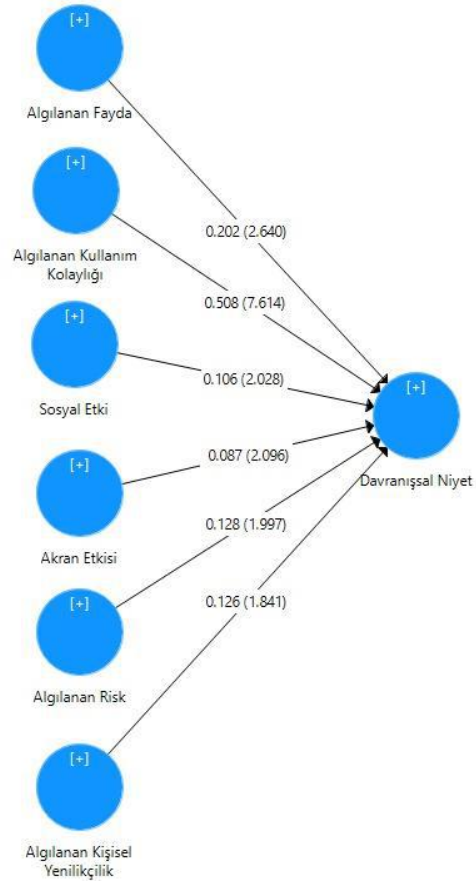 [+]
Algılanan Fayda
[+]
Algılanan Kullanım
Kolaylığı
[+]
Sosyal Etki
[+]
Akran Etkisi
[+]
Algılanan Risk
[+]
Algılanan Kişisel
Yenilikçilik
0.202 (2.640)
0.508 (7.614)
0.106 (2.028)
0.087 (2.096)
0.128 (1.997)
0.126 (1.841)
[+]
Davranışsal Niyet